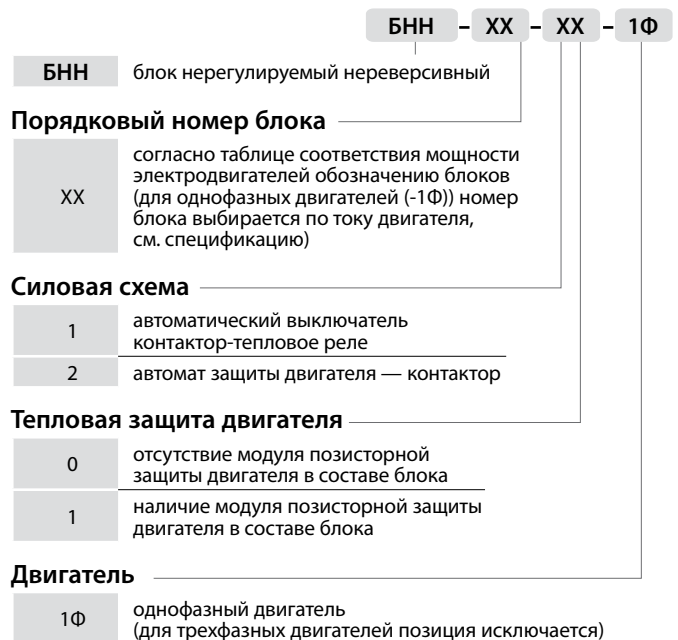 БНН – XX – XX – 1Ф
БНН блок нерегулируемый нереверсивный
Порядковый номер блока
XX
согласно таблице соответствия мощности
электродвигателей обозначению блоков
(для однофазных двигателей (-1Ф)) номер
блока выбирается по току двигателя,
см. спецификацию)
Силовая схема
1
автоматический выключатель
контактор-тепловое реле
2 автомат защиты двигателя — контактор
Тепловая защита двигателя
0
отсутствие модуля позисторной
защиты двигателя в составе блока
1
наличие модуля позисторной защиты
двигателя в составе блока
Двигатель
1Ф
однофазный двигатель
(для трехфазных двигателей позиция исключается)